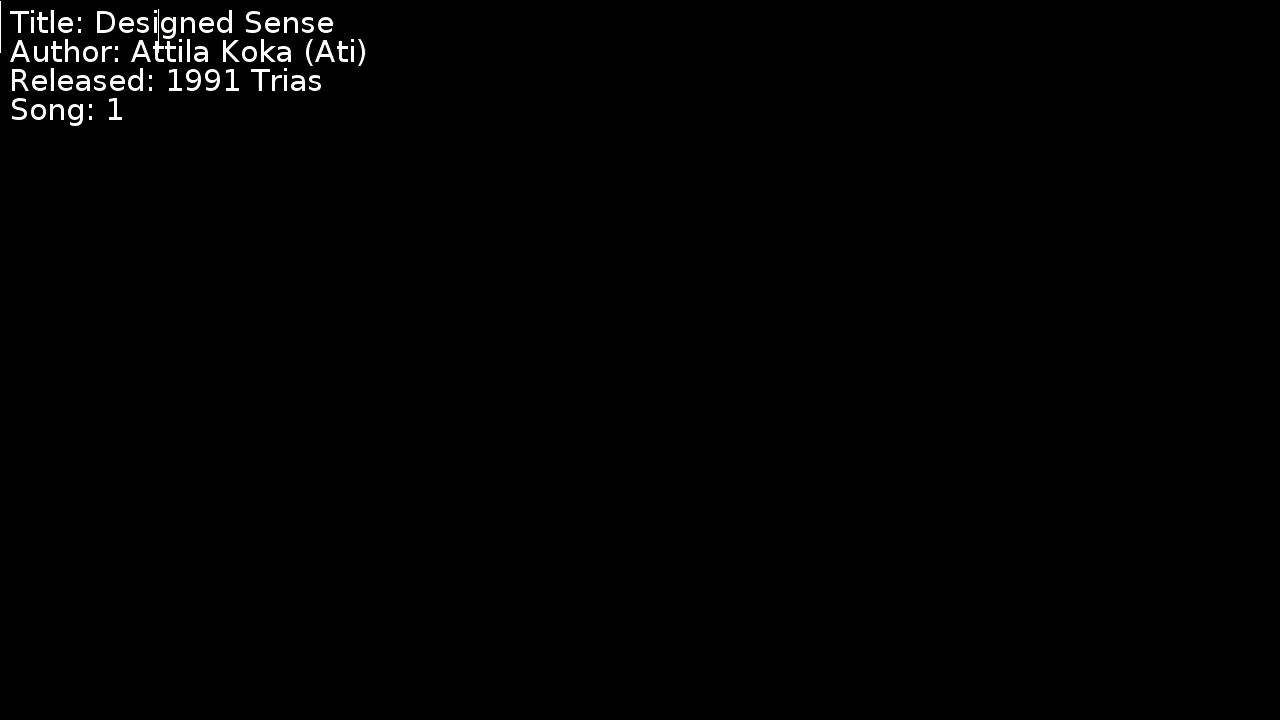 Title: Designed Sense
Author: Attila Koka (Ati)
Released: 1991 Trias
Song: 1